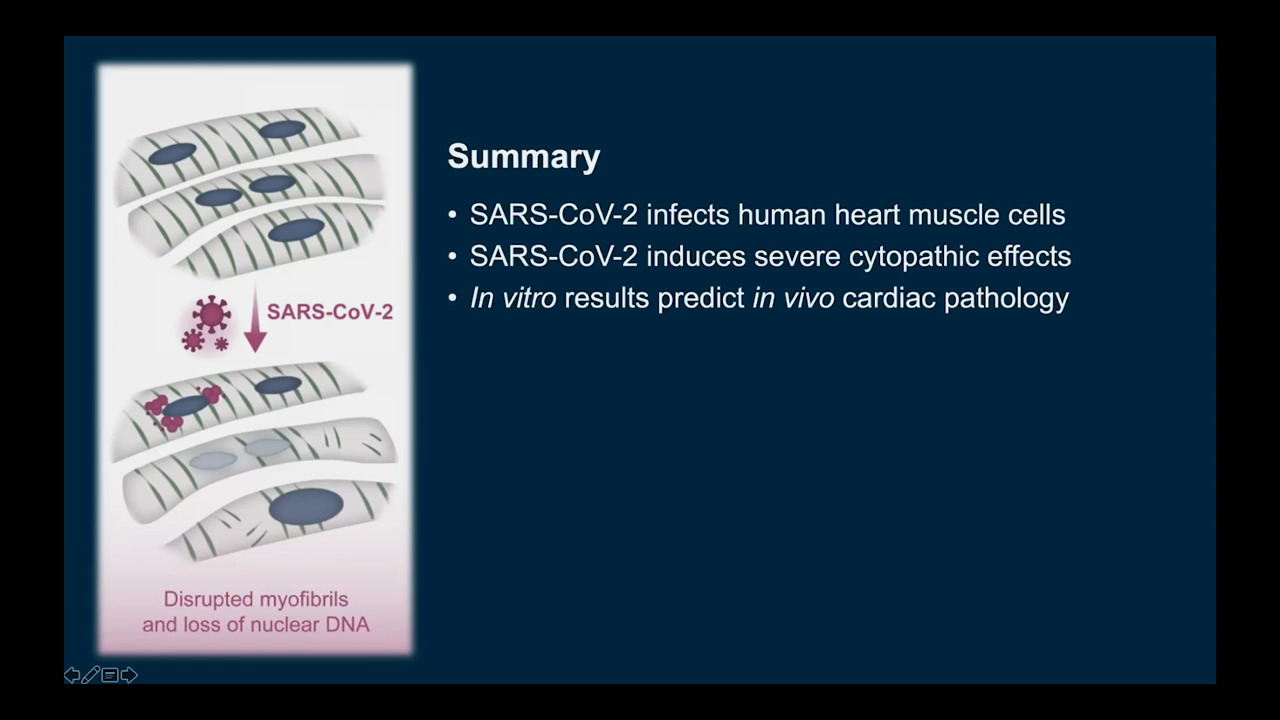 Summary
• SARS-CoV-2 infects human heart muscle cells
• SARS-CoV-2 induces severe cytopathic effects
• In vitro results predict in vivo cardiac pathology
SARS-CoV-2
Disrupted myofibrils
and loss of nuclear DNA